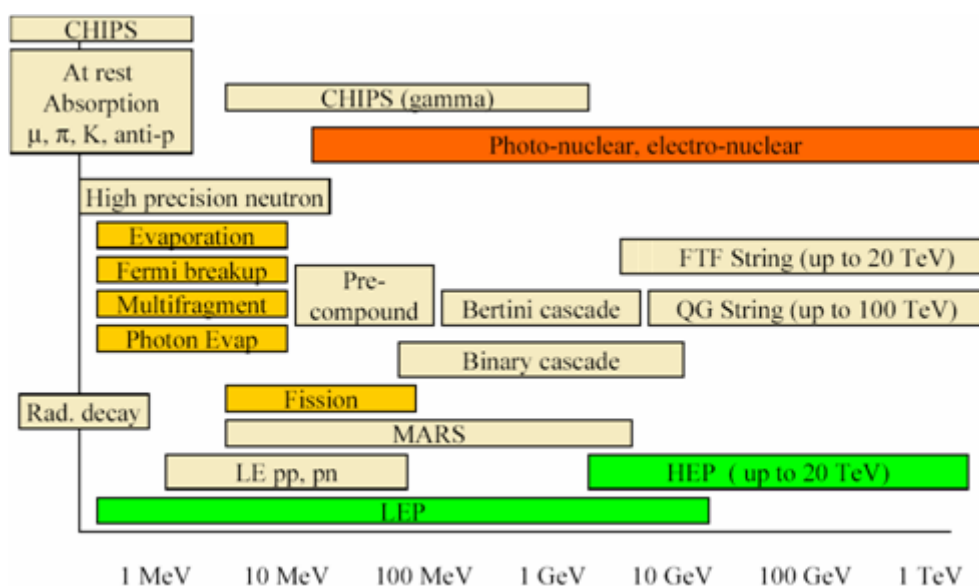 CHIPS
At rest
Absorption
μ, π, K, anti-p
CHIPS (gamma)
Photo-nuclear, electro-nuclear
High precision neutron
Evaporation
Fermi breakup
Multifragment
Photon Evap
Pre-
compound
Bertini cascade
FTF String (up to 20 TeV)
QG String (up to 100 TeV)
Binary cascade
Fission
Rad. decay
MARS
LE pp, pn
HEP ( up to 20 TeV)
LEP
1 MeV 10 MeV 100 MeV 1 GeV 10 GeV 100 GeV 1 TeV